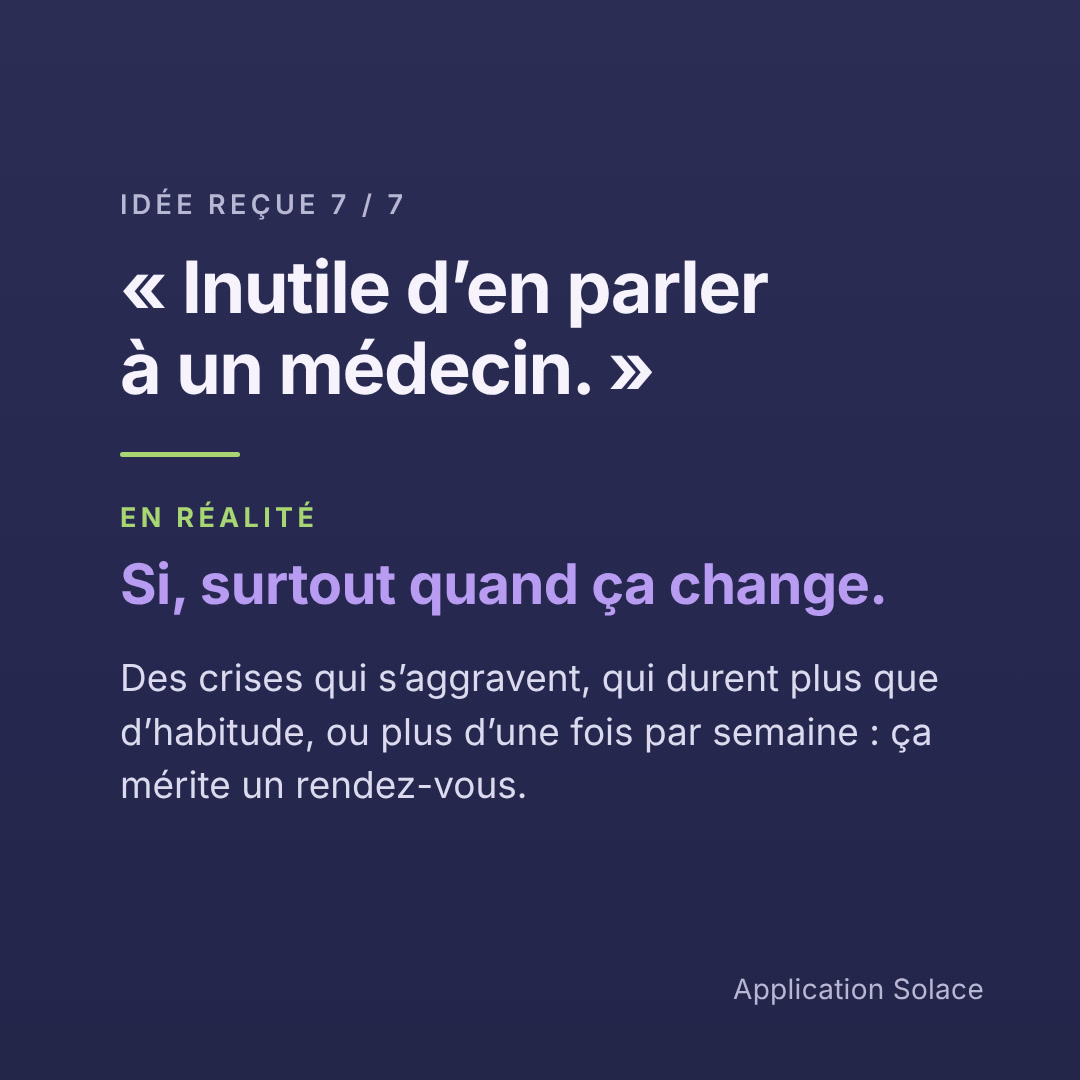 IDÉE REÇUE 7 / 7
« Inutile d’en parler
à un médecin. »
EN RÉALITÉ
Si, surtout quand ça change.
Des crises qui s’aggravent, qui durent plus que
d’habitude, ou plus d’une fois par semaine : ça
mérite un rendez-vous.
Application Solace